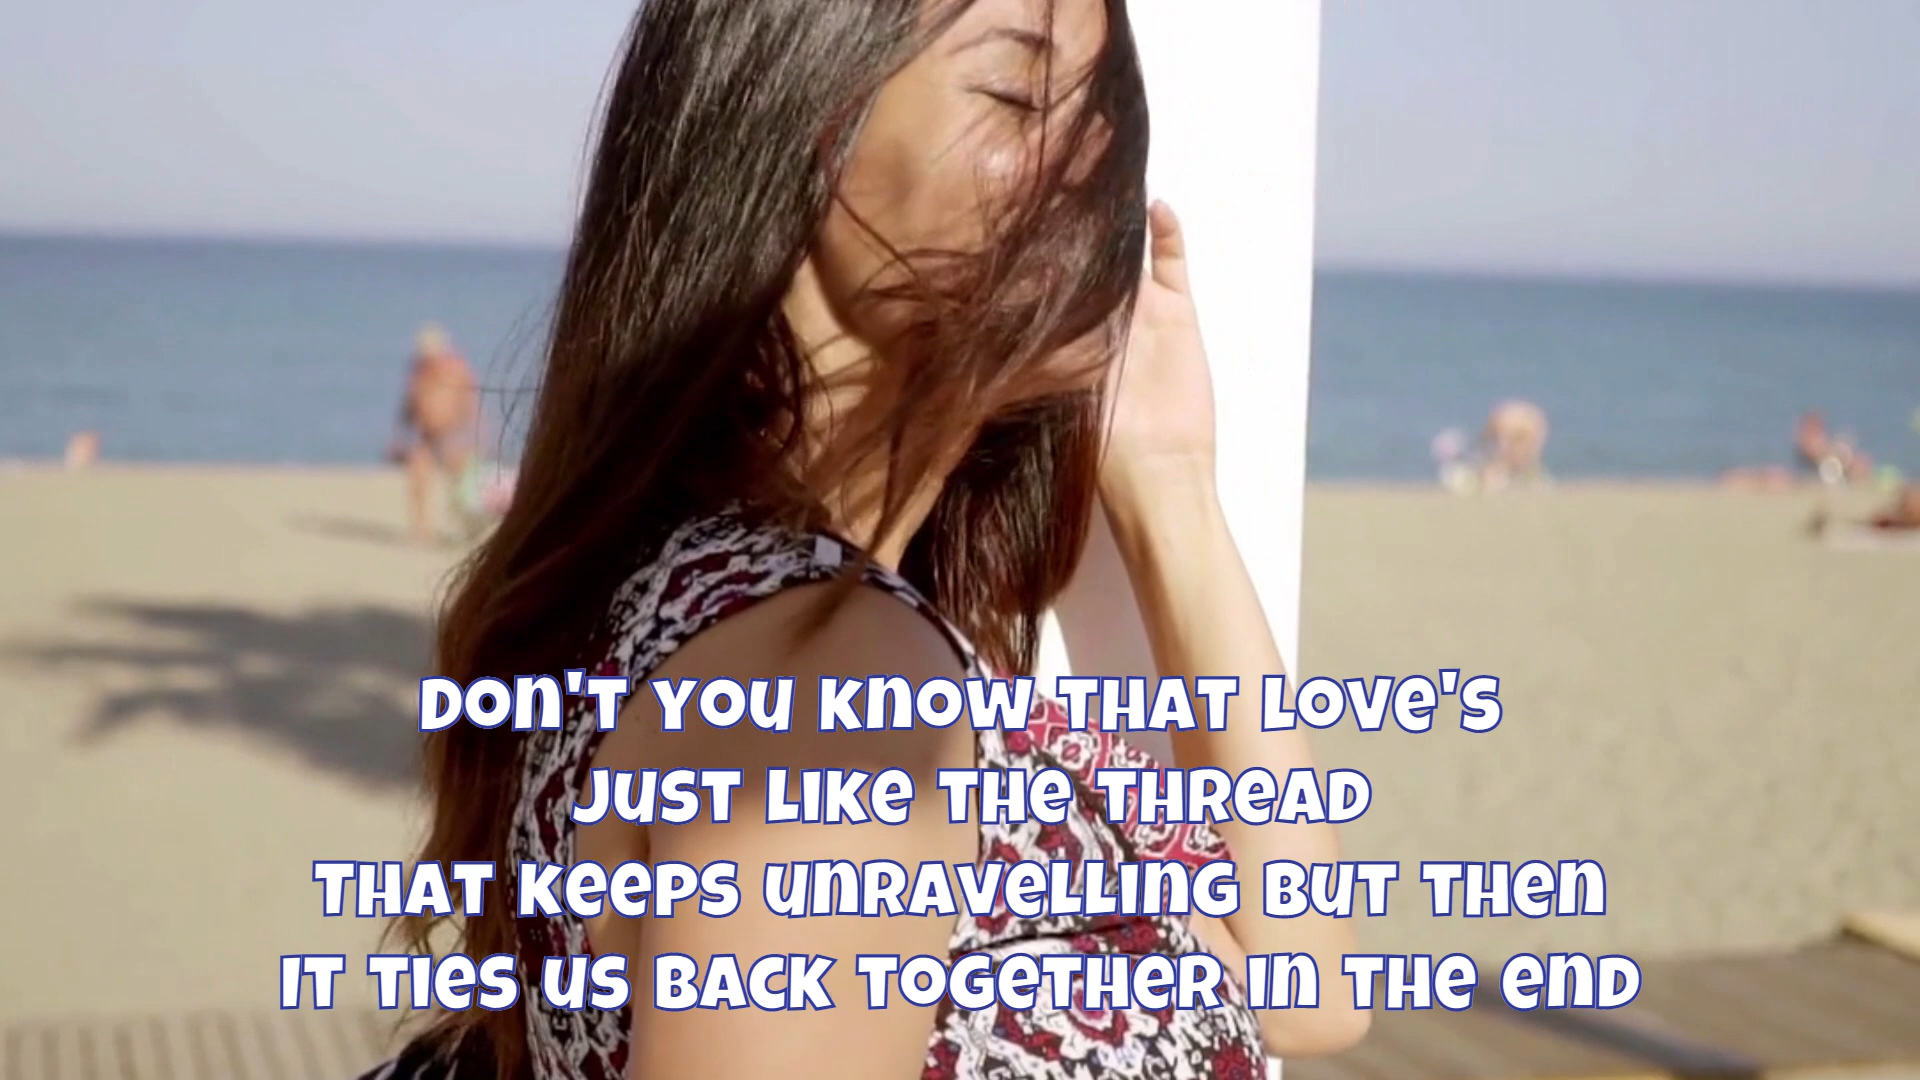 DON'T YOU KNOW THAT LOVE'S
JUST LIKE THE THREAD
THAT KEEPS UNRAVELLING BUT THEN
IT TIES US BACK TOGETHER IN THE END